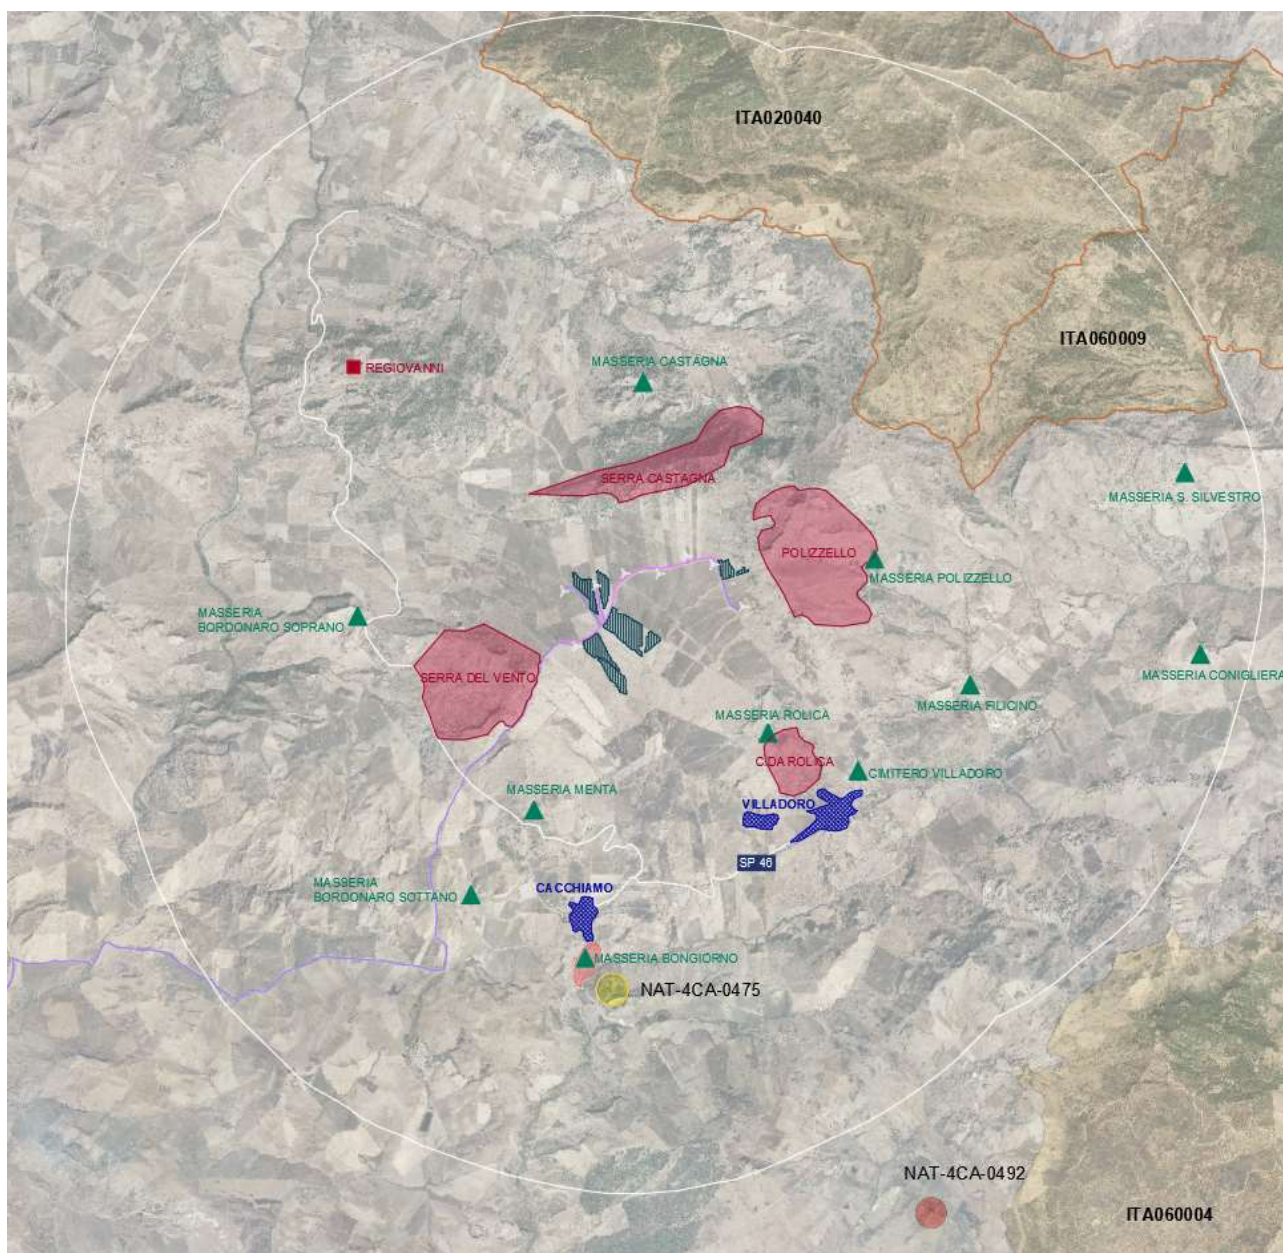 ITA020040
ITA060009
MASSERIA CASTAGNA
REGIOVANNI
SERRA CASTAGNA
MASSERIA S. SILVESTRO
POLIZZELLO
MASSERIA POLIZZELLO
MASSERIA
BORDONARO SOPRANO
SERRA DEL VENTO
MASSERIA CONIGLIERA
MASSERIA FILICINO
MASSERIA ROLICA
C.DA ROLICA
CIMITERO VILLADORO
MASSERIA MENTA
VILLADORO
SP 46
MASSERIA
BORDONARO SOTTANO
CACCHIAMO
MASSERIA BONGIORNO
NAT-4CA-0475
NAT-4CA-0492
ITA060004